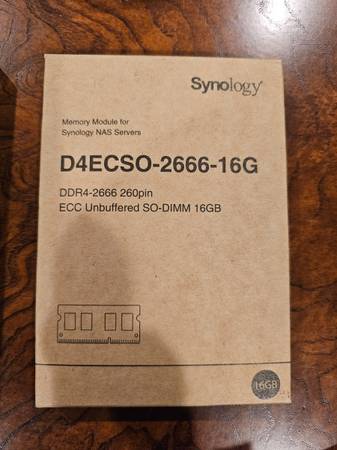 Synology
Memory Module for
Synology NAS Servers
D4ECSO-2666-16G
DDR4-2666 260pin
ECC Unbuffered SO-DIMM 16GB
16GB